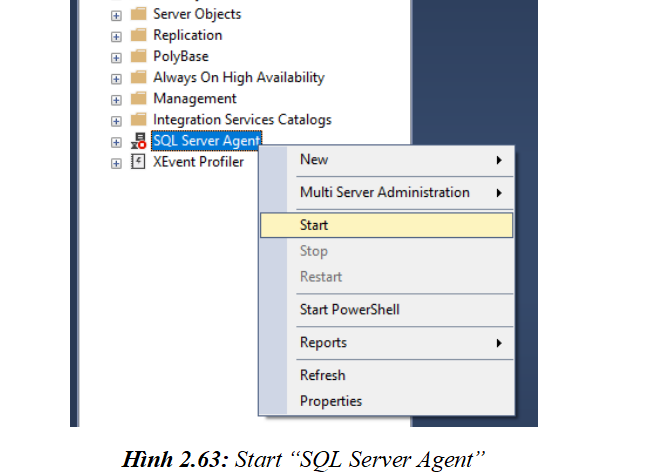 Server Objects
Replication
PolyBase
Always On High Availability
Management
Integration Services Catalogs
SQL Server Agent
XEvent Profiler
New
Multi Server Administration
Start
Stop
Restart
Start PowerShell
Reports
Refresh
Properties
Hình 2.63: Start “SQL Server Agent”